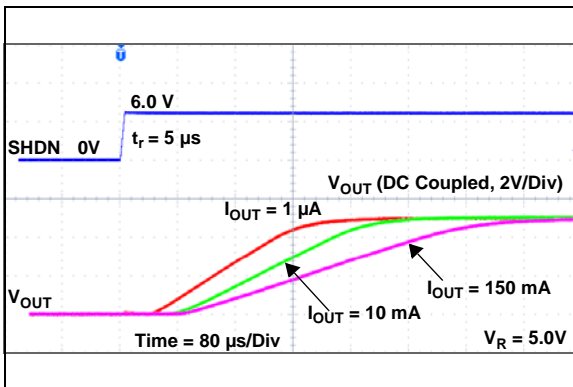 T
6.0 V
SHDN 0V
tr = 5 µs
VOUT (DC Coupled, 2V/Div)
IOUT = 1 µA
VOUT
IOUT = 150 mA
IOUT = 10 mA
Time = 80 µs/Div
VR = 5.0V